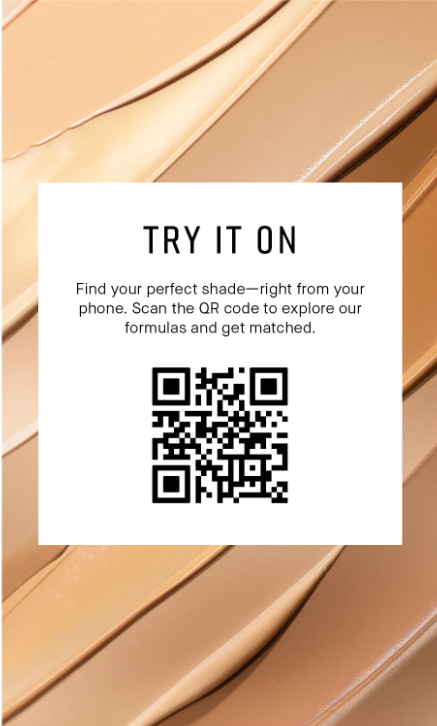 TRY IT ON
Find your perfect shade—right from your
phone. Scan the QR code to explore our
formulas and get matched.